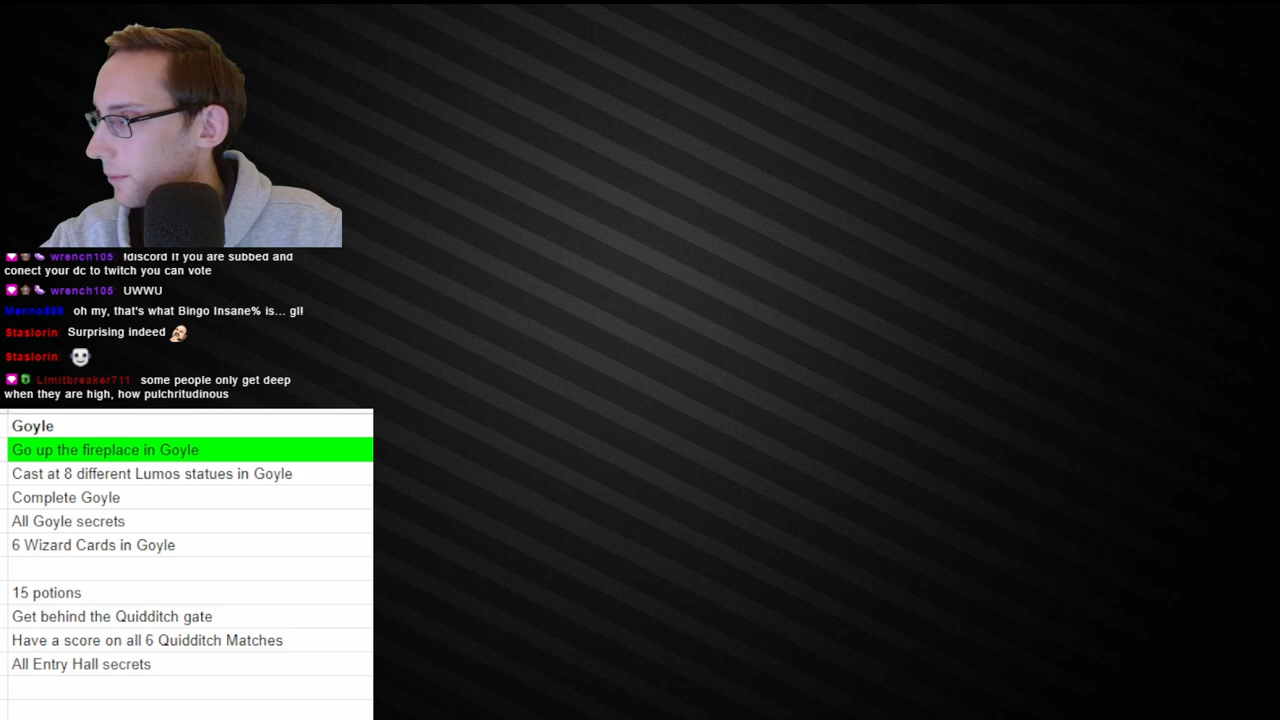 wrench105: !discord If you are subbed and
conect your dc to twitch you can vote
wrench105: UWWU
oh my, that's what Bingo Insane% is... gl!
Staslorin: Surprising indeed
Staslorin:
Limitbreaker711: some people only get deep
when they are high, how pulchritudinous
Goyle
Go up the fireplace in Goyle
Cast at 8 different Lumos statues in Goyle
Complete Goyle
All Goyle secrets
6 Wizard Cards in Goyle
15 potions
Get behind the Quidditch gate
Have a score on all 6 Quidditch Matches
All Entry Hall secrets